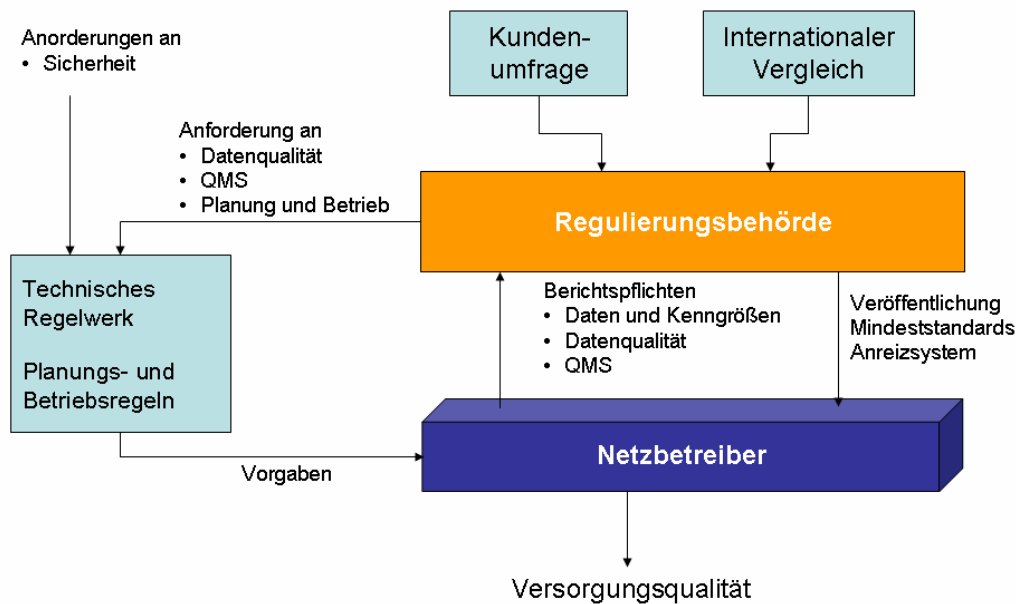 Anorderungen an
• Sicherheit
Kunden-
umfrage
Internationaler
Vergleich
Anforderung an
• Datenqualität
• QMS
• Planung und Betrieb
Regulierungsbehörde
Technisches
Regelwerk
Planungs- und
Betriebsregeln
Berichtspflichten
• Daten und Kenngrößen
• Datenqualität
• QMS
Veröffentlichung
Mindeststandards
Anreizsystem
Netzbetreiber
Vorgaben
Versorgungsqualität